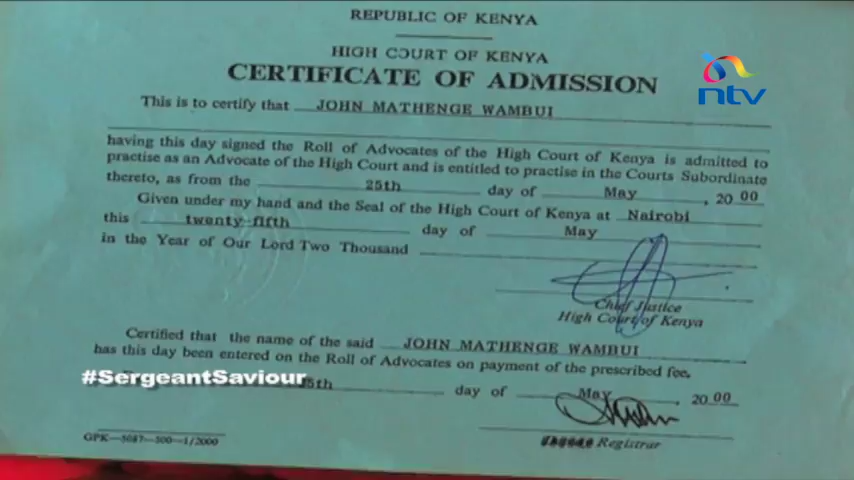 REPUBLIC OF KENYA
HIGH COURT OF KENYA
CERTIFICATE OF ADMISSION
ntv
This is to certify that JOHN MATHENGE WAMBUI
having this day signed the Roll of Advocates of the High Court of Kenya is admitted to
practise as an Advocate of the High Court and is entitled to practise in the Courts Subordinate
thereto, as from the 25th day of May, 20 00
Given under my hand and the Seal of the High Court of Kenya at Nairobi
this twenty-fifth day of May
in the Year of Our Lord Two Thousand
Chief Justice
High Court of Kenya
Certified that the name of the said JOHN MATHENGE WAMBUI
has this day been entered on the Roll of Advocates on payment of the prescribed fee.
#SergeantSaviour
day of May, 20 00
Registrar
GPK—5087—500—1/2000